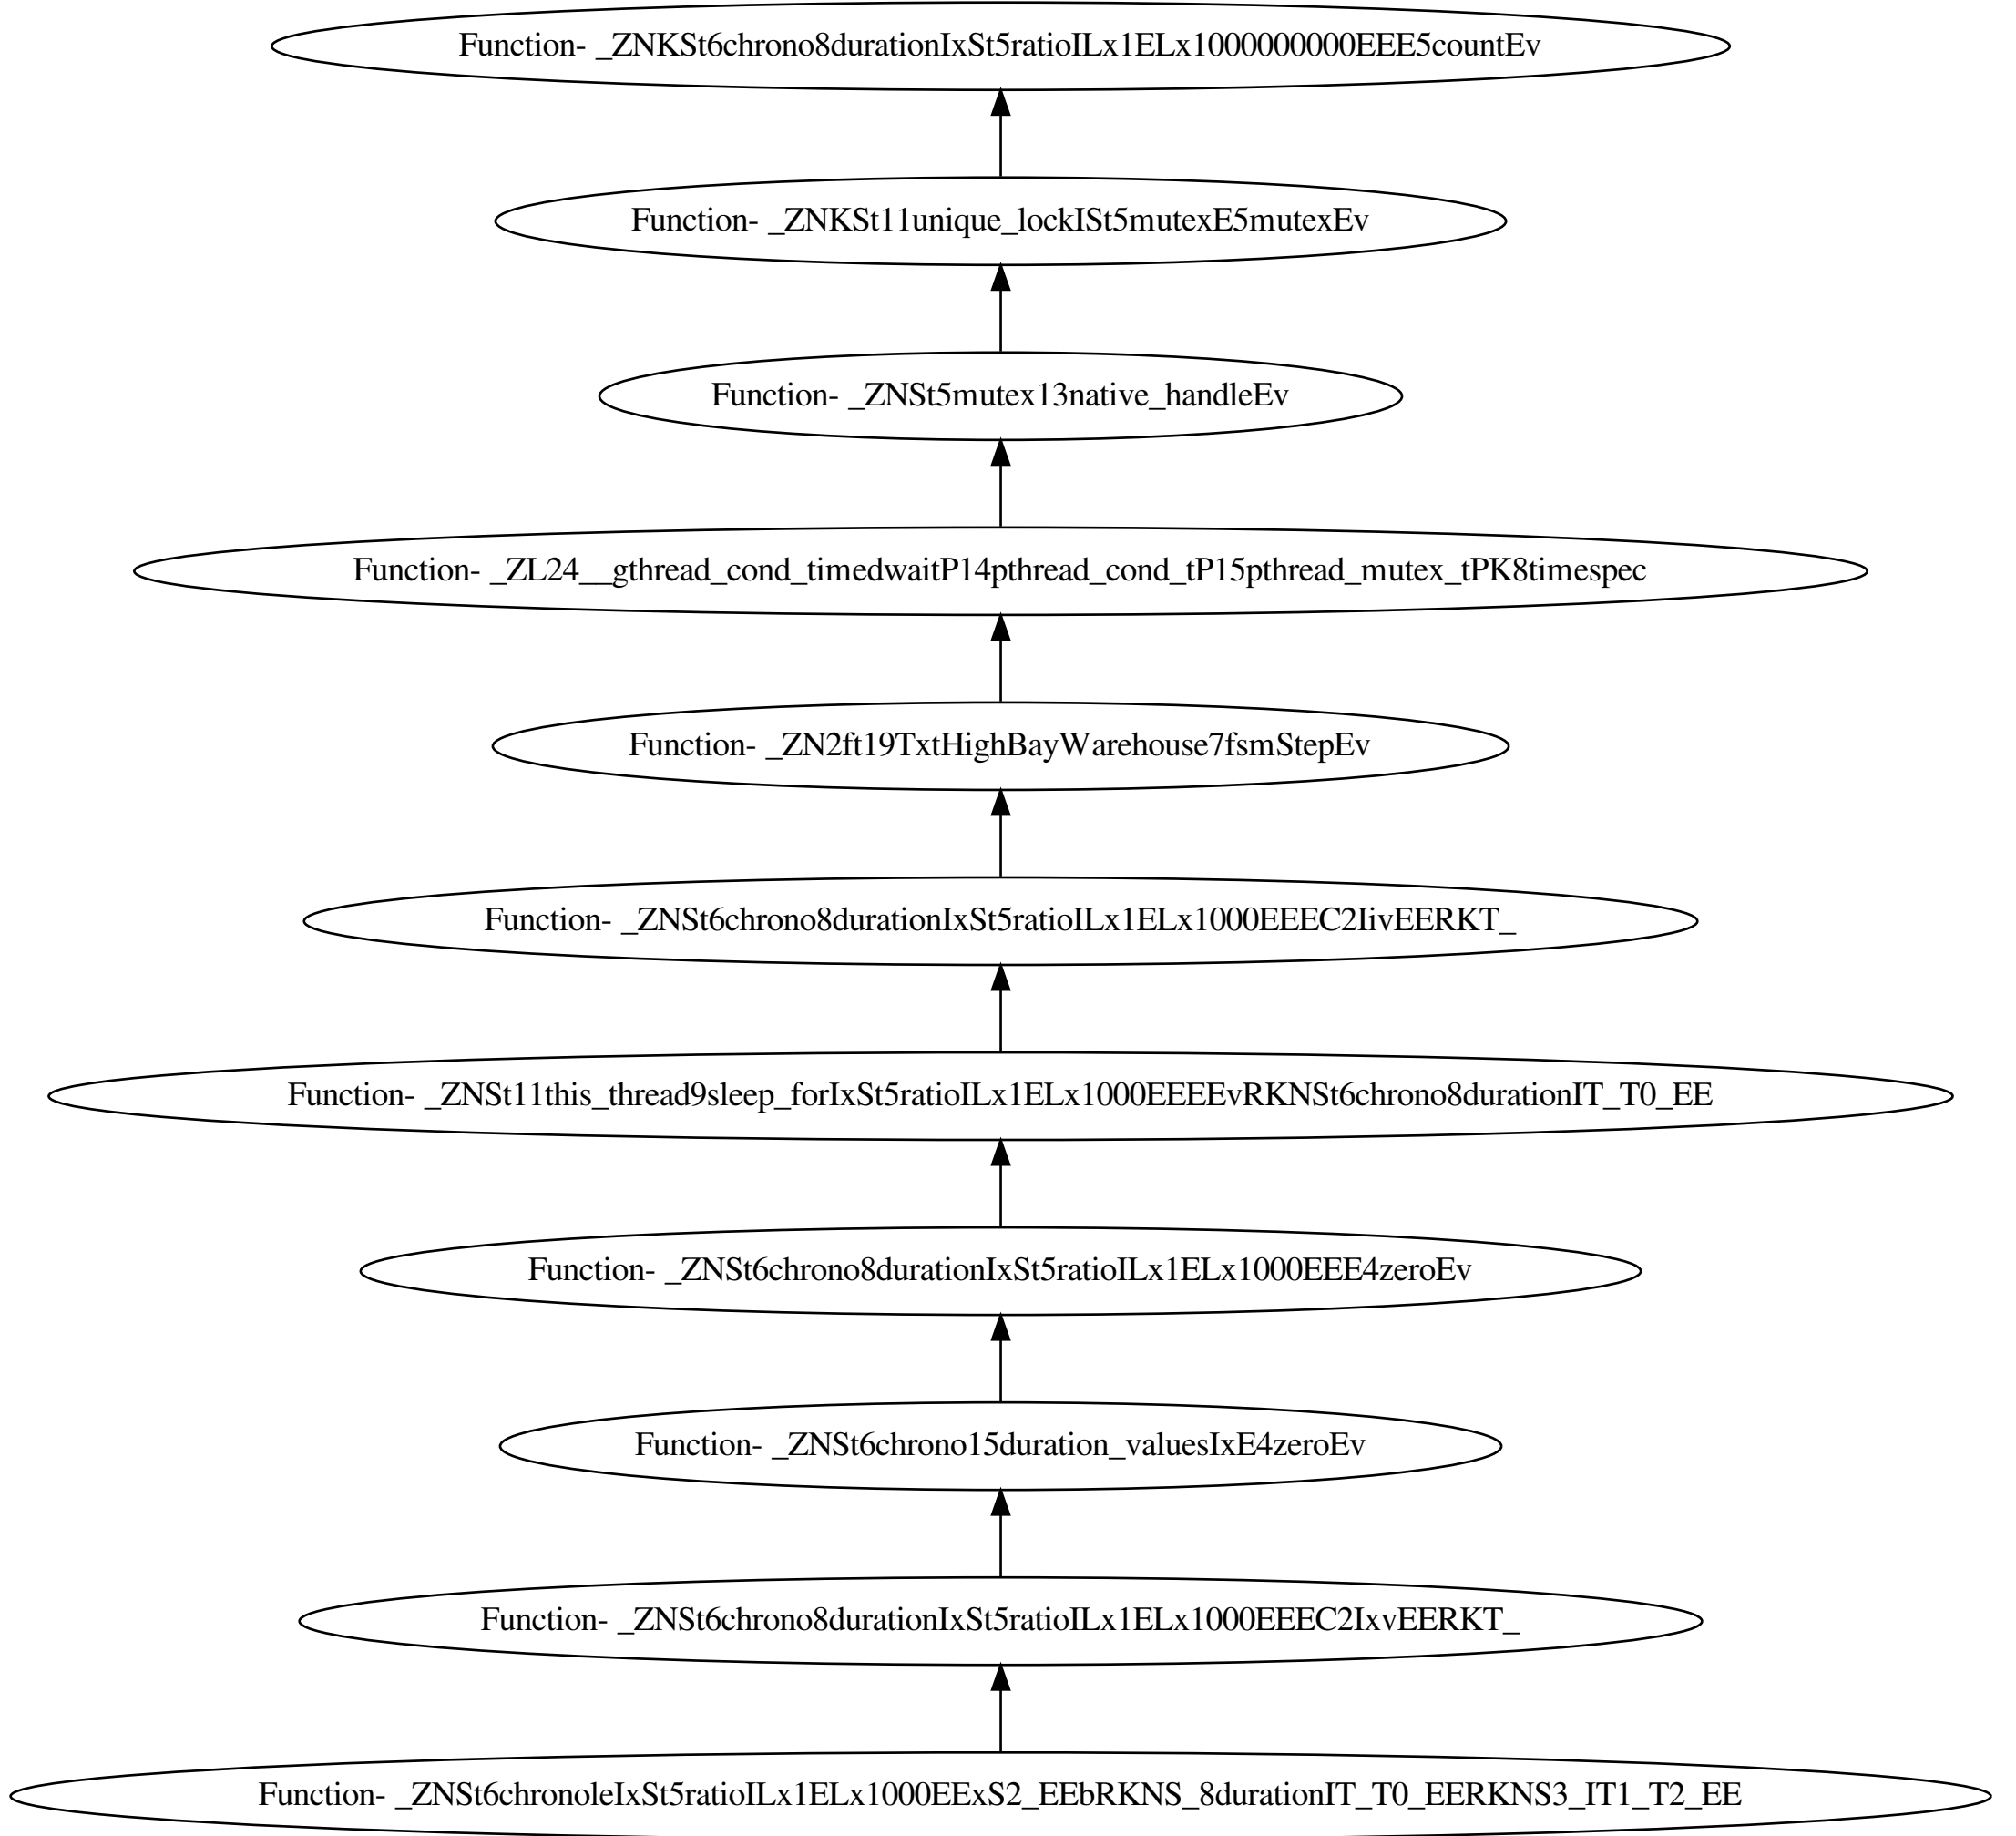 Function- _ZNKSt6chrono8durationIxSt5ratioILx1ELx1000000000EEE5countEv
Function- _ZNKSt11unique_lockISt5mutexE5mutexEv
Function- _ZNSt5mutex13native_handleEv
Function- _ZL24__gthread_cond_timedwaitP14pthread_cond_tP15pthread_mutex_tPK8timespec
Function- _ZN2ft19TxtHighBayWarehouse7fsmStepEv
Function- _ZNSt6chrono8durationIxSt5ratioILx1ELx1000EEEC2IivEERKT_
Function- _ZNSt11this_thread9sleep_forIxSt5ratioILx1ELx1000EEEEvRKNSt6chrono8durationIT_T0_EE
Function- _ZNSt6chrono8durationIxSt5ratioILx1ELx1000EEE4zeroEv
Function- _ZNSt6chrono15duration_valuesIxE4zeroEv
Function- _ZNSt6chrono8durationIxSt5ratioILx1ELx1000EEEC2IxvEERKT_
Function- _ZNSt6chronoleIxSt5ratioILx1ELx1000EExS2_EEbRKNS_8durationIT_T0_EERKNS3_IT1_T2_EE